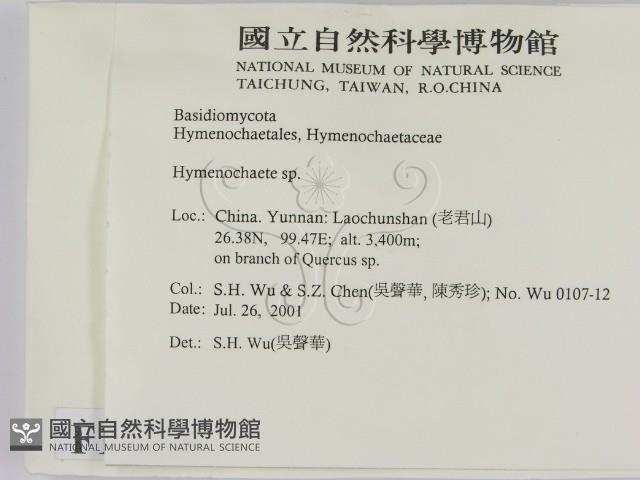 國立自然科學博物館
NATIONAL MUSEUM OF NATURAL SCIENCE
TAICHUNG, TAIWAN, R.O.CHINA
Basidiomycota
Hymenochaetales, Hymenochaetaceae
Hymenochaete sp.
Loc.: China. Yunnan: Laochunshan (老君山)
26.38N, 99.47E; alt. 3,400m;
on branch of Quercus sp.
Col.: S.H. Wu & S.Z. Chen(吳聲華, 陳秀珍); No. Wu 0107-12
Date: Jul. 26, 2001
Det.: S.H. Wu(吳聲華)
國立自然科學博物館
NATIONAL MUSEUM OF NATURAL SCIENCE